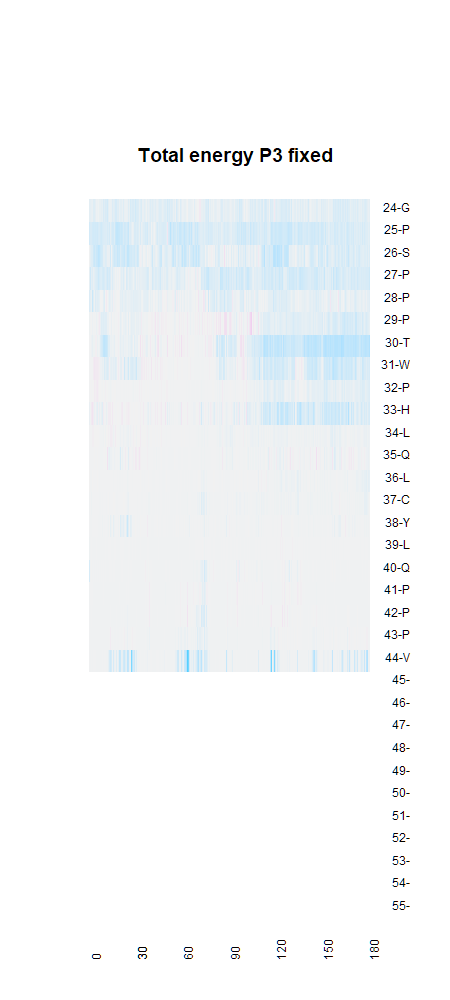 Total energy P3 fixed
24-G
25-P
26-S
27-P
28-P
29-P
30-T
31-W
32-P
33-H
34-L
35-Q
36-L
37-C
38-Y
39-L
40-Q
41-P
42-P
43-P
44-V
45-
46-
47-
48-
49-
50-
51-
52-
53-
54-
55-
0 30 60 90 120 150 180